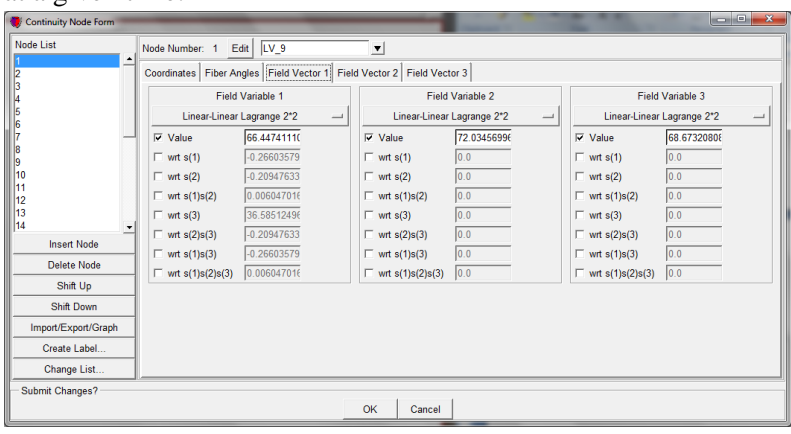 Continuity Node Form
Node List
1
2
3
4
5
6
7
8
9
10
11
12
13
14
Insert Node
Delete Node
Shift Up
Shift Down
Import/Export/Graph
Create Label...
Change List...
Node Number: 1 Edit LV_9
Coordinates Fiber Angles Field Vector 1 Field Vector 2 Field Vector 3
Field Variable 1
Linear-Linear Lagrange 2*2
Value 66.44741110
wrt s(1) -0.26603579
wrt s(2) -0.20947633
wrt s(1)s(2) 0.006047016
wrt s(3) 36.58512496
wrt s(2)s(3) -0.20947633
wrt s(1)s(3) -0.26603579
wrt s(1)s(2)s(3) 0.006047016
Field Variable 2
Linear-Linear Lagrange 2*2
Value 72.03456996
wrt s(1) 0.0
wrt s(2) 0.0
wrt s(1)s(2) 0.0
wrt s(3) 0.0
wrt s(2)s(3) 0.0
wrt s(1)s(3) 0.0
wrt s(1)s(2)s(3) 0.0
Field Variable 3
Linear-Linear Lagrange 2*2
Value 68.67320808
wrt s(1) 0.0
wrt s(2) 0.0
wrt s(1)s(2) 0.0
wrt s(3) 0.0
wrt s(2)s(3) 0.0
wrt s(1)s(3) 0.0
wrt s(1)s(2)s(3) 0.0
Submit Changes?
OK Cancel